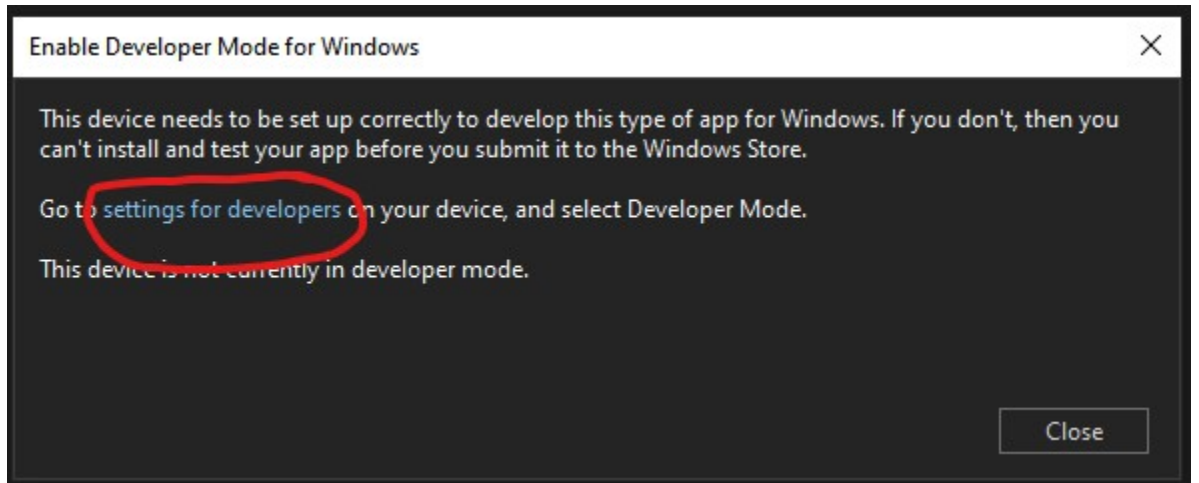 Enable Developer Mode for Windows
This device needs to be set up correctly to develop this type of app for Windows. If you don't, then you
can't install and test your app before you submit it to the Windows Store.
Go to settings for developers on your device, and select Developer Mode.
This device is not currently in developer mode.
Close